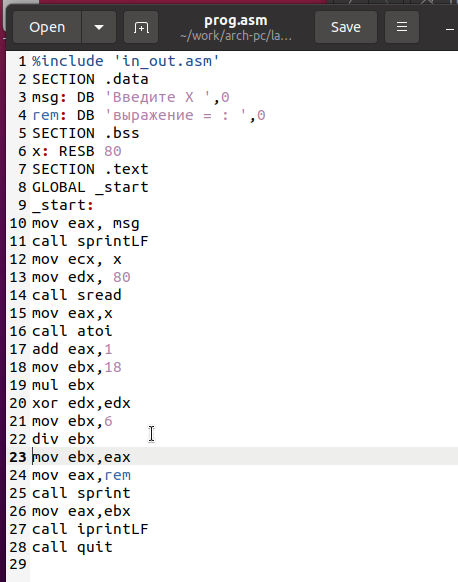 Open
prog.asm
~/work/arch-pc/la...
Save
1 %include 'in_out.asm'
2 SECTION .data
3 msg: DB 'Введите X ',0
4 rem: DB 'выражение = : ',0
5 SECTION .bss
6 x: RESB 80
7 SECTION .text
8 GLOBAL _start
9 _start:
10 mov eax, msg
11 call sprintLF
12 mov ecx, x
13 mov edx, 80
14 call sread
15 mov eax,x
16 call atoi
17 add eax,1
18 mov ebx,18
19 mul ebx
20 xor edx,edx
21 mov ebx,6
22 div ebx
23 mov ebx,eax
24 mov eax,rem
25 call sprint
26 mov eax,ebx
27 call iprintLF
28 call quit
29